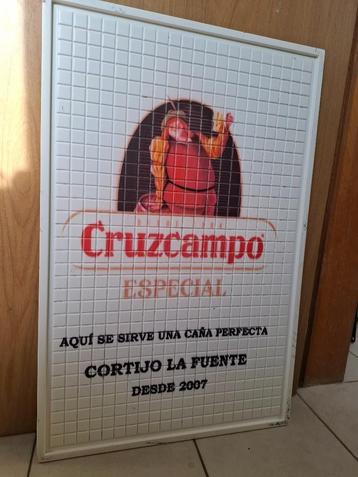 Cruzcampo
ESPECIAL
AQUÍ SE SIRVE UNA CAÑA PERFECTA
CORTIJO LA FUENTE
DESDE 2007